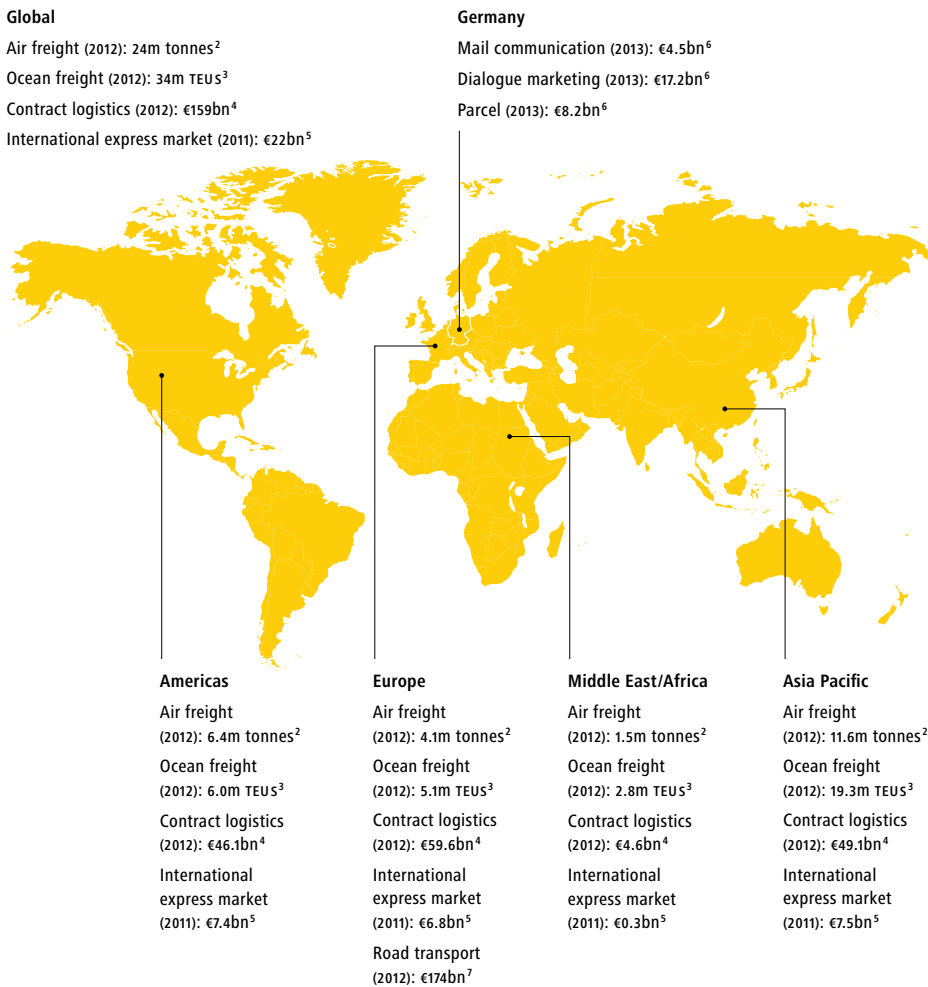 Global
Air freight (2012): 24m tonnes²
Ocean freight (2012): 34m TEUs³
Contract logistics (2012): €159bn⁴
International express market (2011): €22bn⁵
Germany
Mail communication (2013): €4.5bn⁶
Dialogue marketing (2013): €17.2bn⁶
Parcel (2013): €8.2bn⁶
Americas
Air freight
(2012): 6.4m tonnes²
Ocean freight
(2012): 6.0m TEUs³
Contract logistics
(2012): €46.1bn⁴
International
express market
(2011): €7.4bn⁵
Europe
Air freight
(2012): 4.1m tonnes²
Ocean freight
(2012): 5.1m TEUs³
Contract logistics
(2012): €59.6bn⁴
International
express market
(2011): €6.8bn⁵
Road transport
(2012): €174bn⁷
Middle East/Africa
Air freight
(2012): 1.5m tonnes²
Ocean freight
(2012): 2.8m TEUs³
Contract logistics
(2012): €4.6bn⁴
International
express market
(2011): €0.3bn⁵
Asia Pacific
Air freight
(2012): 11.6m tonnes²
Ocean freight
(2012): 19.3m TEUs³
Contract logistics
(2012): €49.1bn⁴
International
express market
(2011): €7.5bn⁵